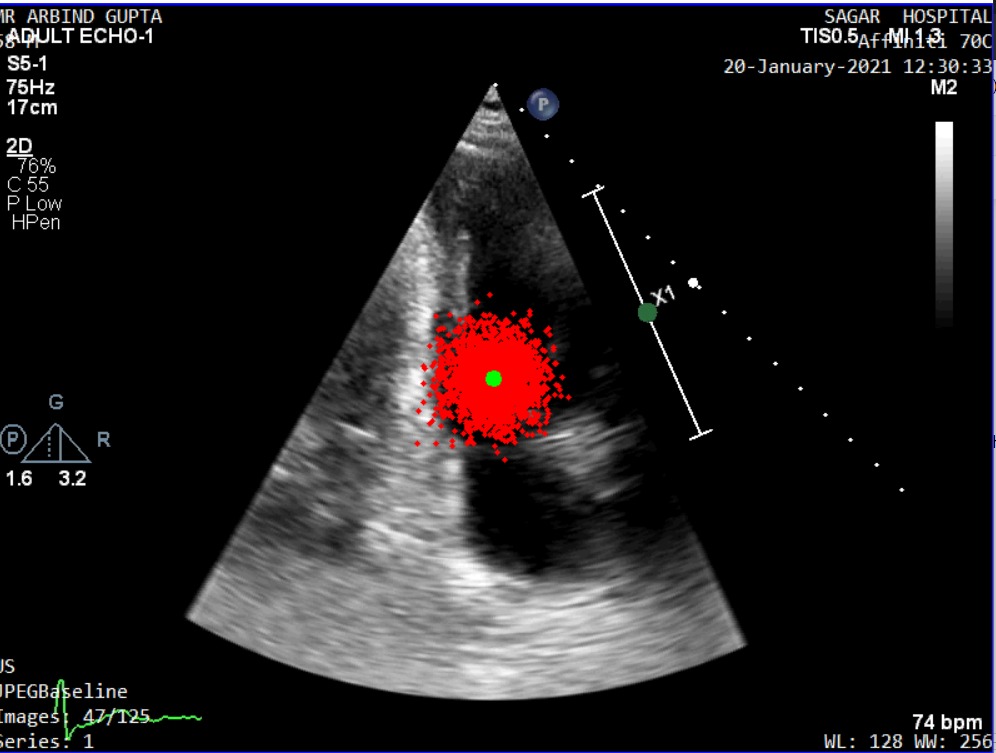 MR ARBIND GUPTA
ADULT ECHO-1
S5-1
75Hz
17cm
2D
76%
C 55
P Low
HPen
SAGAR HOSPITAL
TIS0.5 MI 1.3
Affiniti 70C
20-January-2021 12:30:33
M2
P
X1
G
P R
1.6 3.2
US
JPEGBaseline
Images: 47/125
Series: 1
74 bpm
WL: 128 WW: 256